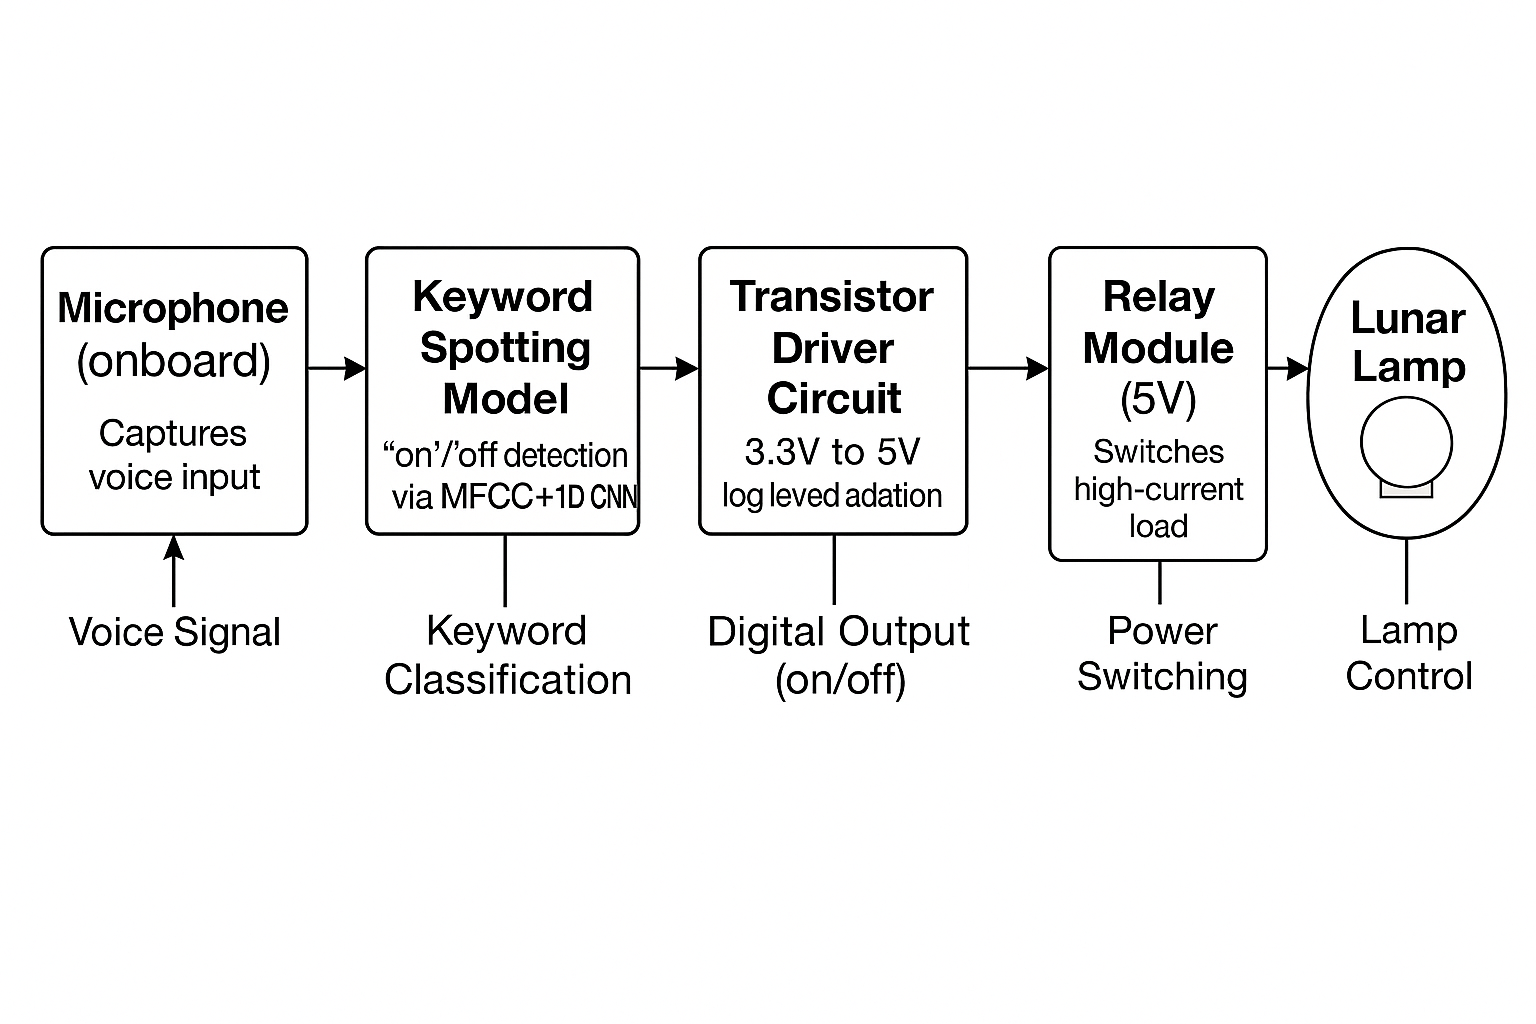 Microphone
(onboard)
Captures
voice input
Keyword
Spotting
Model
“on’/’off detection
via MFCC+1D CNN
Transistor
Driver
Circuit
3.3V to 5V
log leved adation
Relay
Module
(5V)
Switches
high-current
load
Lunar
Lamp
Voice Signal
Keyword
Classification
Digital Output
(on/off)
Power
Switching
Lamp
Control